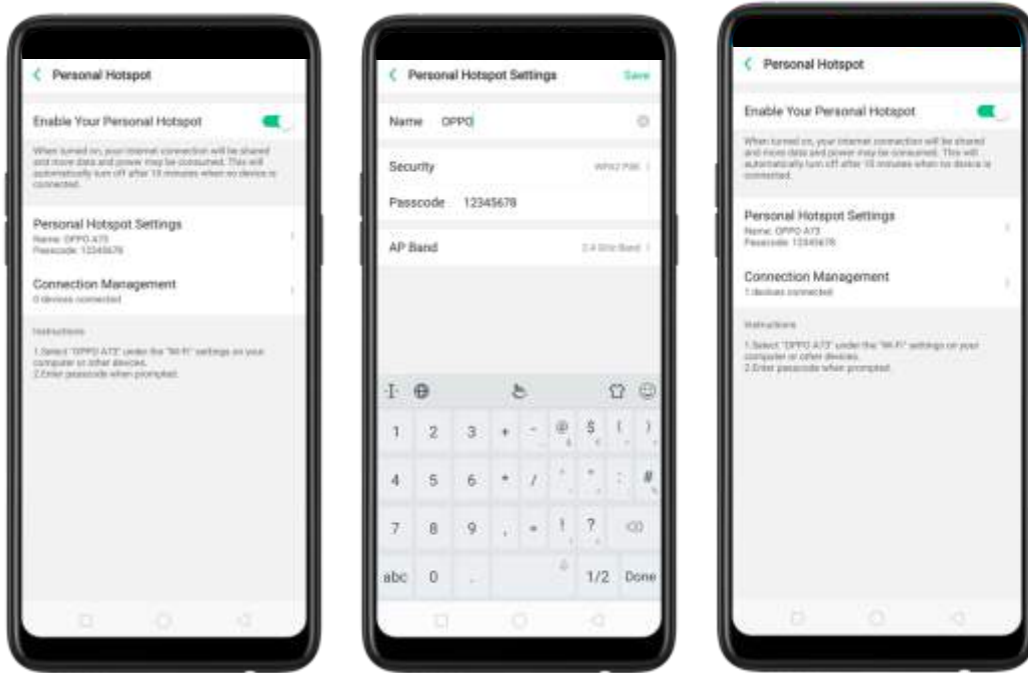 Personal Hotspot
Enable Your Personal Hotspot
When turned on, your internet connection will be shared
and more data and power may be consumed. This will
automatically turn off after 10 minutes when no device is
connected.
Personal Hotspot Settings
Name: OPPO A73
Passcode: 12345678
Connection Management
0 devices connected
Instructions
1.Select "OPPO A73" under the "Wi-Fi" settings on your
computer or other devices.
2.Enter passcode when prompted.
Personal Hotspot Settings
Save
Name OPPO
Security WPA2 PSK
Passcode 12345678
AP Band 2.4 GHz Band
1 2 3 + - @ $ ( )
4 5 6 * / ' " : #
7 8 9 , = ! ?
abc 0 . 1/2 Done
Personal Hotspot
Enable Your Personal Hotspot
When turned on, your internet connection will be shared
and more data and power may be consumed. This will
automatically turn off after 10 minutes when no device is
connected.
Personal Hotspot Settings
Name: OPPO A73
Passcode: 12345678
Connection Management
1 devices connected
Instructions
1.Select "OPPO A73" under the "Wi-Fi" settings on your
computer or other devices.
2.Enter passcode when prompted.